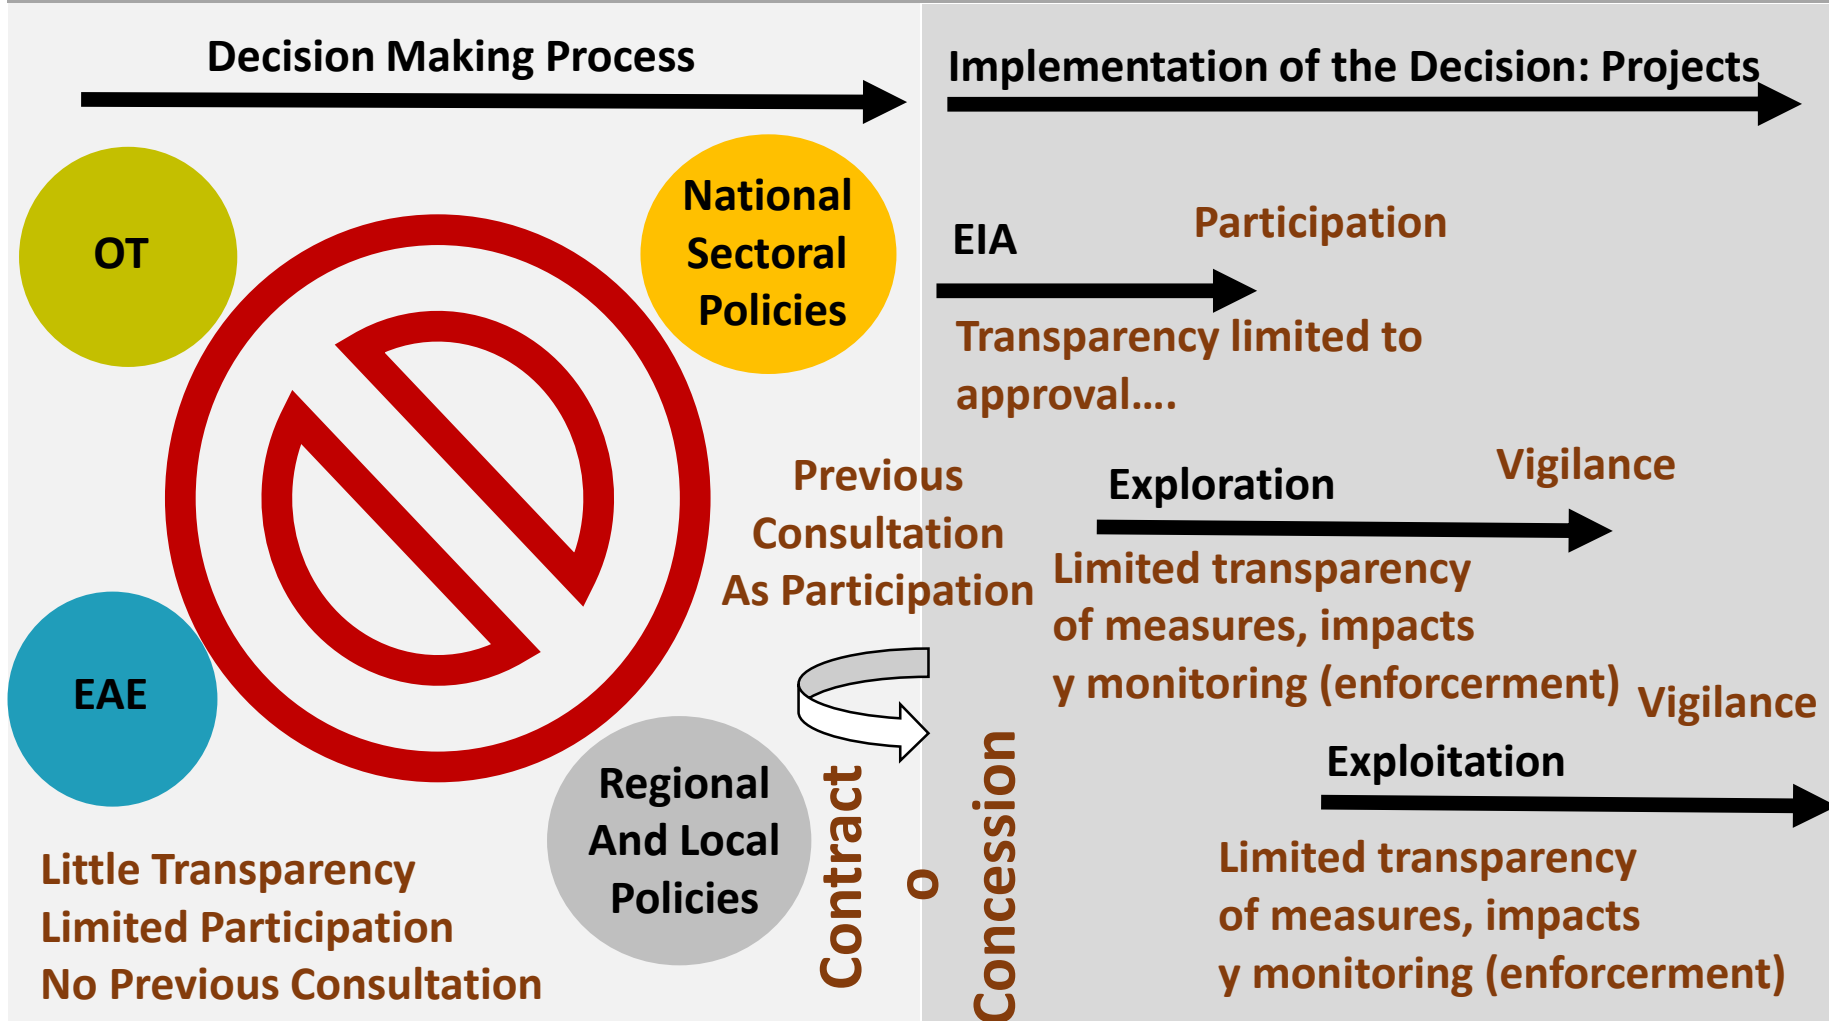 Decision Making Process
OT
National
Sectoral
Policies
EAE
Regional
And Local
Policies
Little Transparency
Limited Participation
No Previous Consultation
Previous
Consultation
As Participation
Contract
o
Concession
Implementation of the Decision: Projects
EIA
Participation
Transparency limited to
approval....
Exploration
Vigilance
Limited transparency
of measures, impacts
y monitoring (enforcerment)
Vigilance
Exploitation
Limited transparency
of measures, impacts
y monitoring (enforcerment)